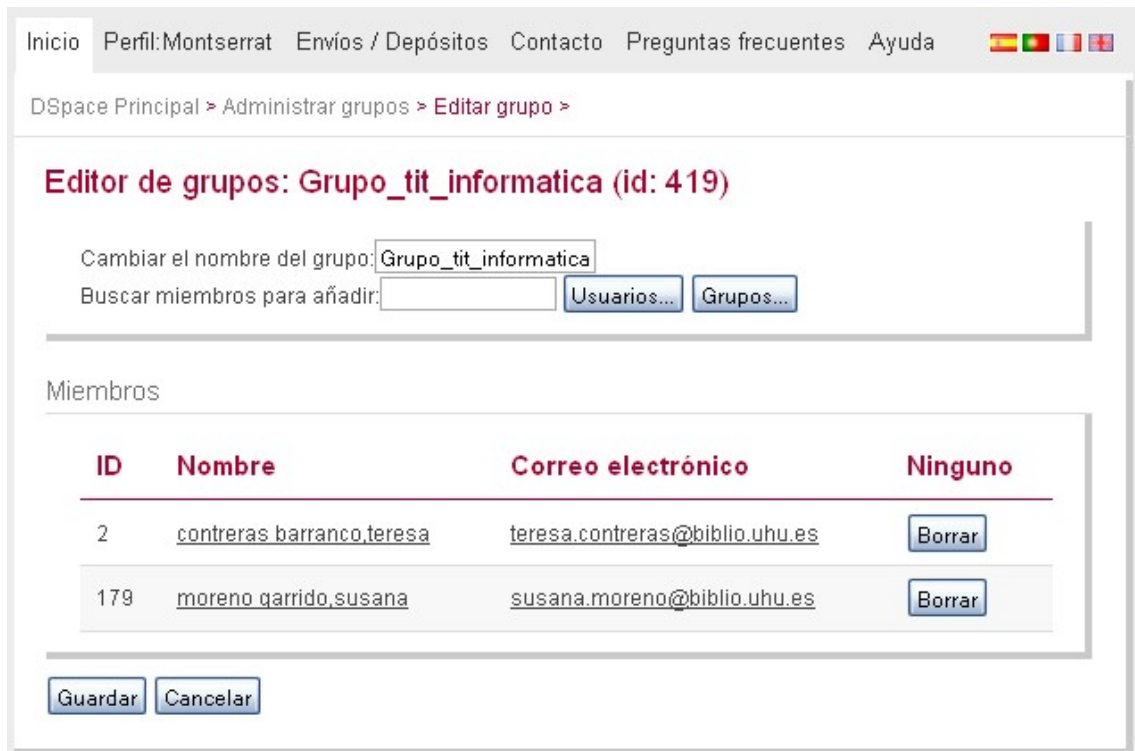 Inicio Perfil:Montserrat Envíos / Depósitos Contacto Preguntas frecuentes Ayuda
DSpace Principal > Administrar grupos > Editar grupo >
Editor de grupos: Grupo_tit_informatica (id: 419)
Cambiar el nombre del grupo: Grupo_tit_informatica
Buscar miembros para añadir: Usuarios... Grupos...
Miembros
ID Nombre Correo electrónico Ninguno
2 contreras barranco,teresa teresa.contreras@biblio.uhu.es Borrar
179 moreno garrido,susana susana.moreno@biblio.uhu.es Borrar
Guardar Cancelar